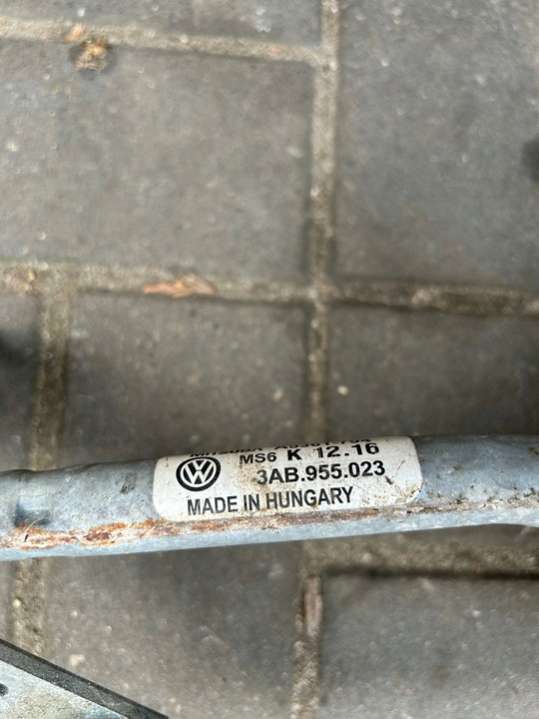 MS6 K 12.16
3AB.955.023
MADE IN HUNGARY